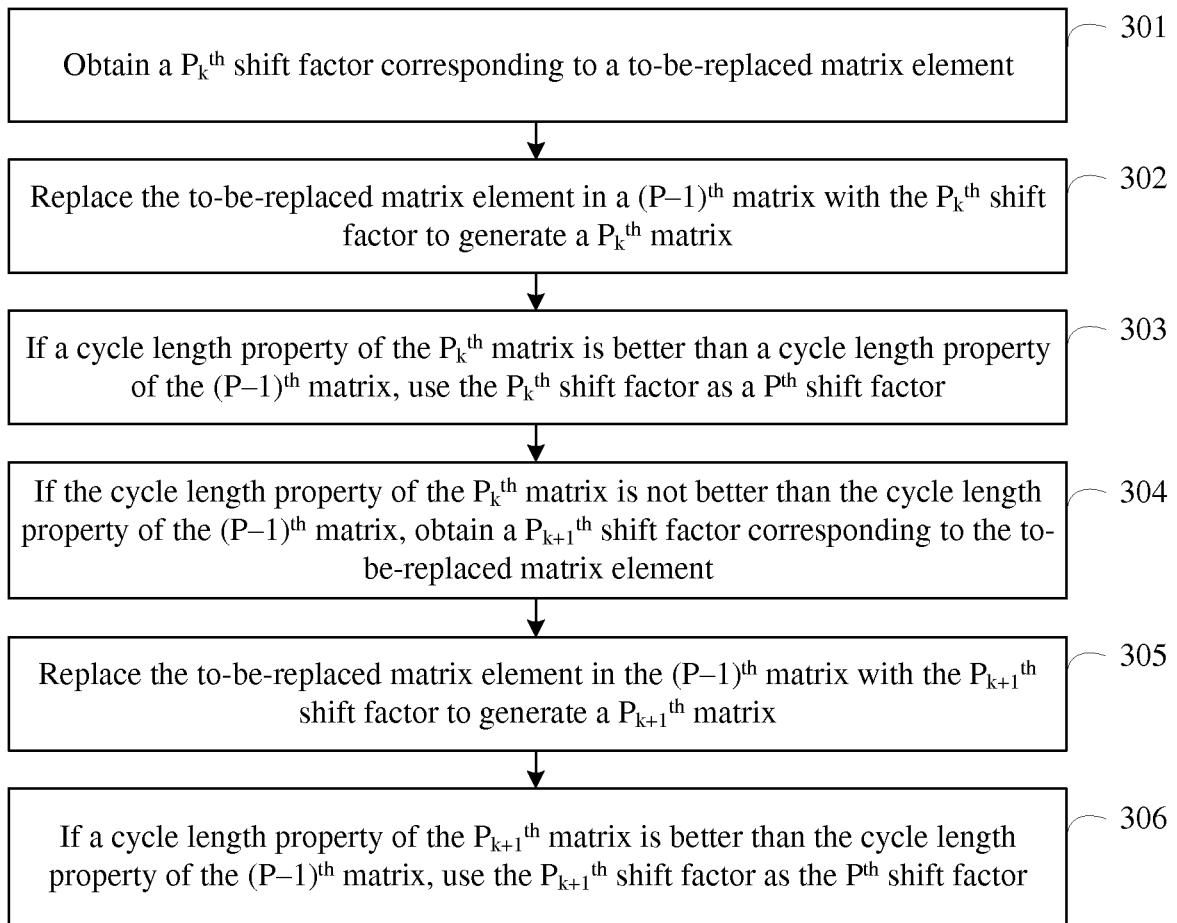 Obtain a Pₖᵗʰ shift factor corresponding to a to-be-replaced matrix element
301
Replace the to-be-replaced matrix element in a (P–1)ᵗʰ matrix with the Pₖᵗʰ shift
factor to generate a Pₖᵗʰ matrix
302
If a cycle length property of the Pₖᵗʰ matrix is better than a cycle length property
of the (P–1)ᵗʰ matrix, use the Pₖᵗʰ shift factor as a Pᵗʰ shift factor
303
If the cycle length property of the Pₖᵗʰ matrix is not better than the cycle length
property of the (P–1)ᵗʰ matrix, obtain a Pₖ₊₁ᵗʰ shift factor corresponding to the to-
be-replaced matrix element
304
Replace the to-be-replaced matrix element in the (P–1)ᵗʰ matrix with the Pₖ₊₁ᵗʰ
shift factor to generate a Pₖ₊₁ᵗʰ matrix
305
If a cycle length property of the Pₖ₊₁ᵗʰ matrix is better than the cycle length
property of the (P–1)ᵗʰ matrix, use the Pₖ₊₁ᵗʰ shift factor as the Pᵗʰ shift factor
306